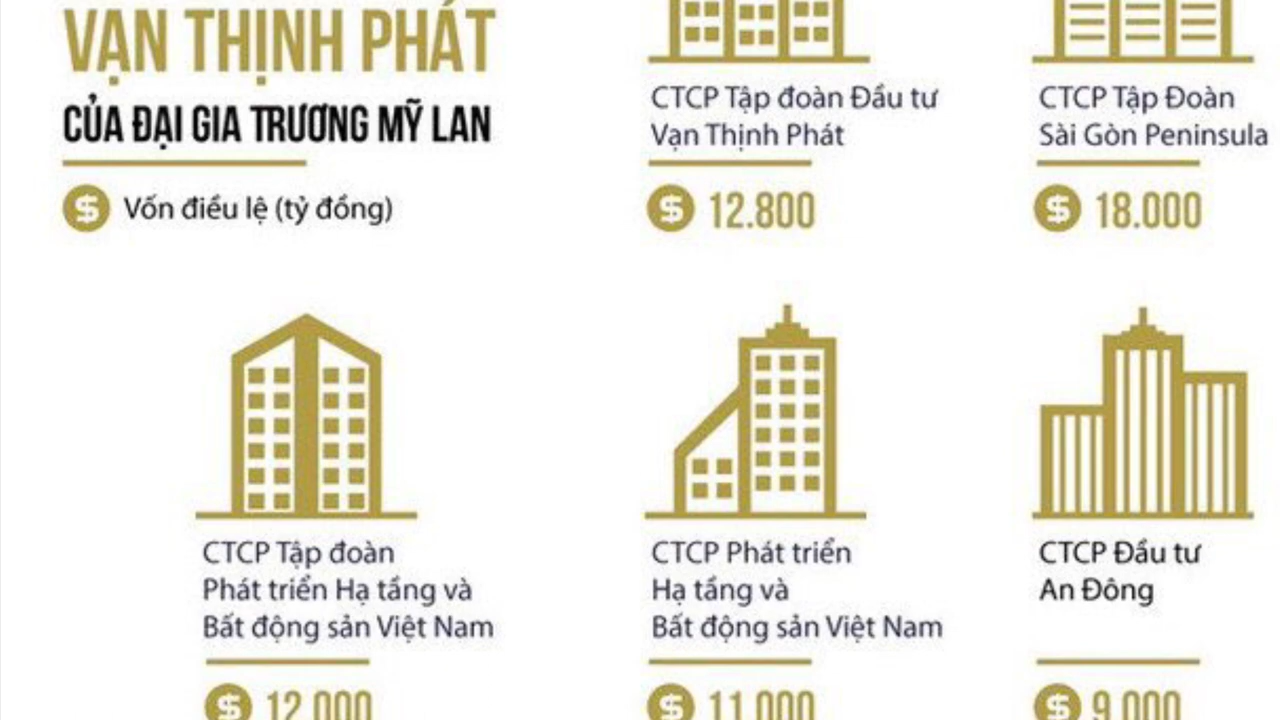 VẠN THỊNH PHÁT
CỦA ĐẠI GIA TRƯƠNG MỸ LAN
Vốn điều lệ (tỷ đồng)
CTCP Tập đoàn Đầu tư
Vạn Thịnh Phát
12.800
CTCP Tập Đoàn
Sài Gòn Peninsula
18.000
CTCP Tập đoàn
Phát triển Hạ tầng và
Bất động sản Việt Nam
12.000
CTCP Phát triển
Hạ tầng và
Bất động sản Việt Nam
11.000
CTCP Đầu tư
An Đông
9.000